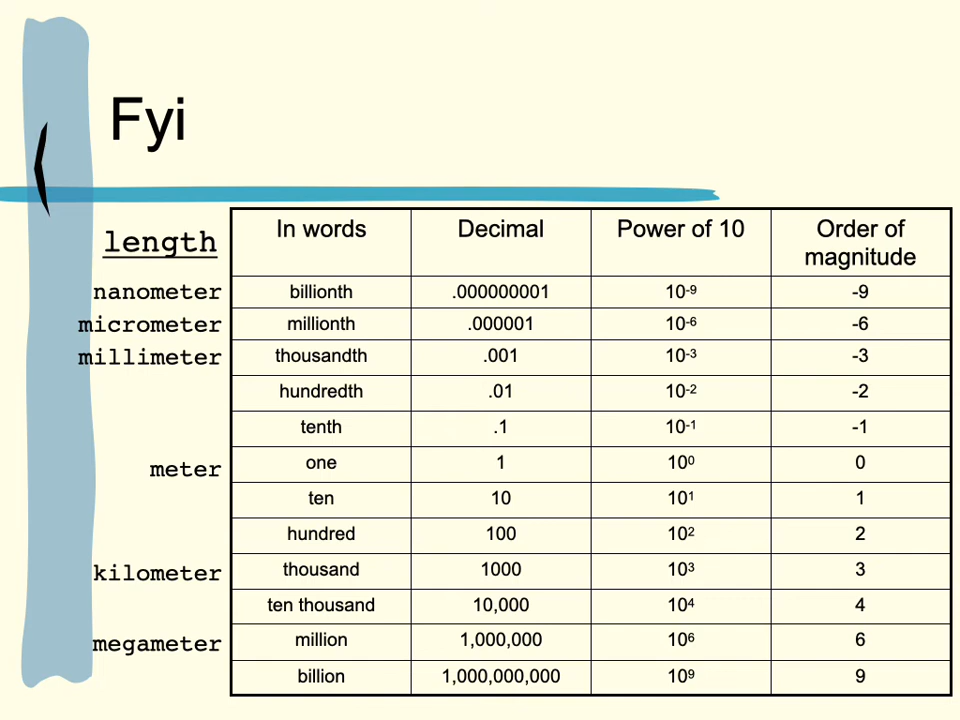 Fyi
length In words Decimal Power of 10 Order of magnitude
nanometer billionth .000000001 10⁻⁹ -9
micrometer millionth .000001 10⁻⁶ -6
millimeter thousandth .001 10⁻³ -3
hundredth .01 10⁻² -2
tenth .1 10⁻¹ -1
meter one 1 10⁰ 0
ten 10 10¹ 1
hundred 100 10² 2
kilometer thousand 1000 10³ 3
ten thousand 10,000 10⁴ 4
megameter million 1,000,000 10⁶ 6
billion 1,000,000,000 10⁹ 9